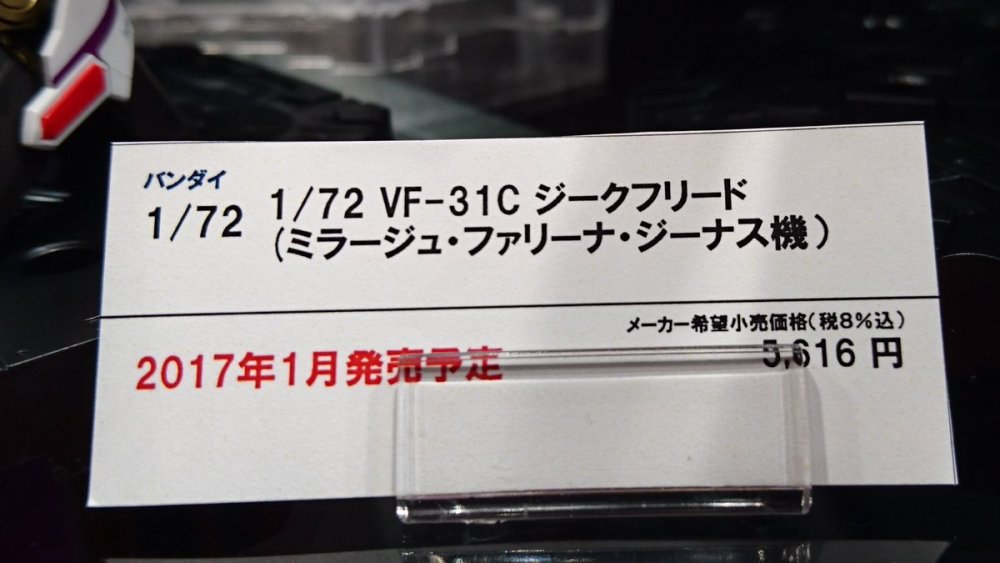 バンダイ
1/72
1/72 VF-31C ジークフリード
(ミラージュ・ファリーナ・ジーナス機)
メーカー希望小売価格(税8%込)
5,616 円
2017年1月発売予定